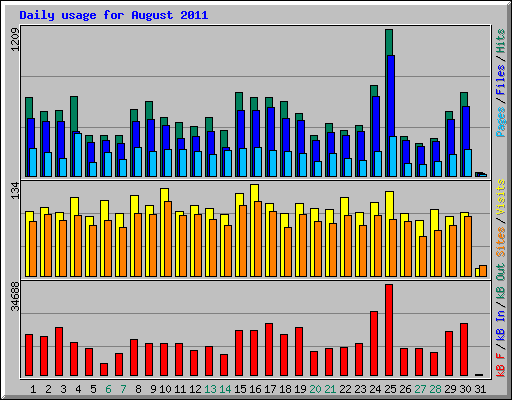 Daily usage for August 2011
1209
Pages / Files / Hits
134
Sites / Visits
34688
kB F / kB In / kB Out
1 2 3 4 5 6 7 8 9 10 11 12 13 14 15 16 17 18 19 20 21 22 23 24 25 26 27 28 29 30 31